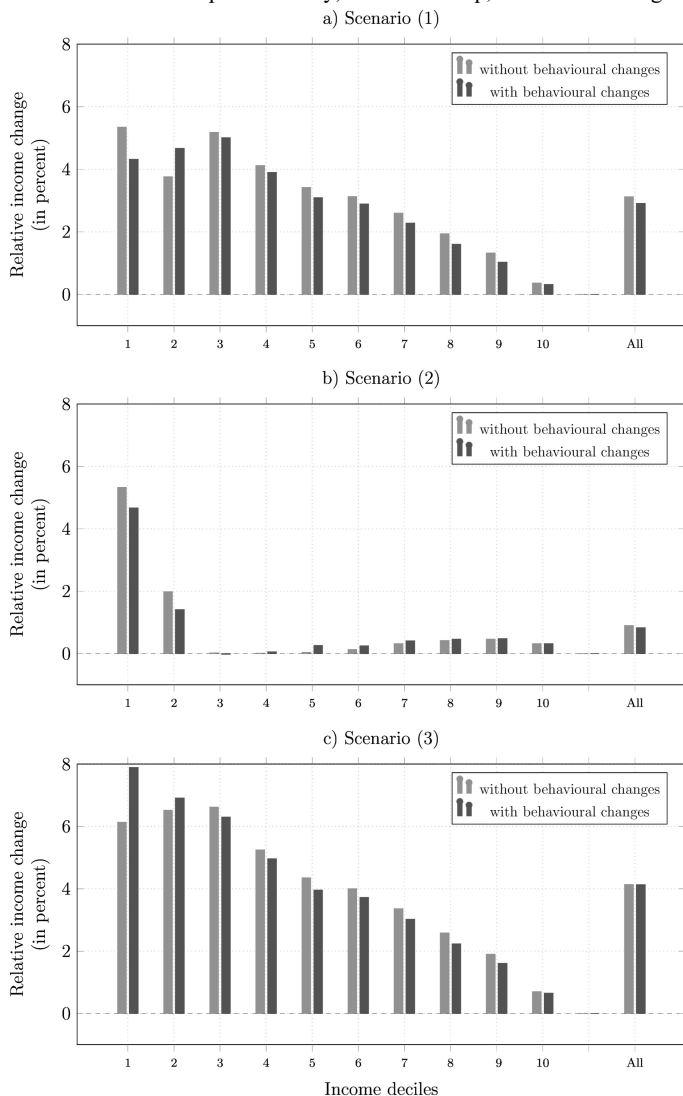 a) Scenario (1)
8
6
4
2
0
Relative income change
(in percent)
without behavioural changes
with behavioural changes
1 2 3 4 5 6 7 8 9 10 All
b) Scenario (2)
8
6
4
2
0
Relative income change
(in percent)
without behavioural changes
with behavioural changes
1 2 3 4 5 6 7 8 9 10 All
c) Scenario (3)
8
6
4
2
0
Relative income change
(in percent)
without behavioural changes
with behavioural changes
1 2 3 4 5 6 7 8 9 10 All
Income deciles